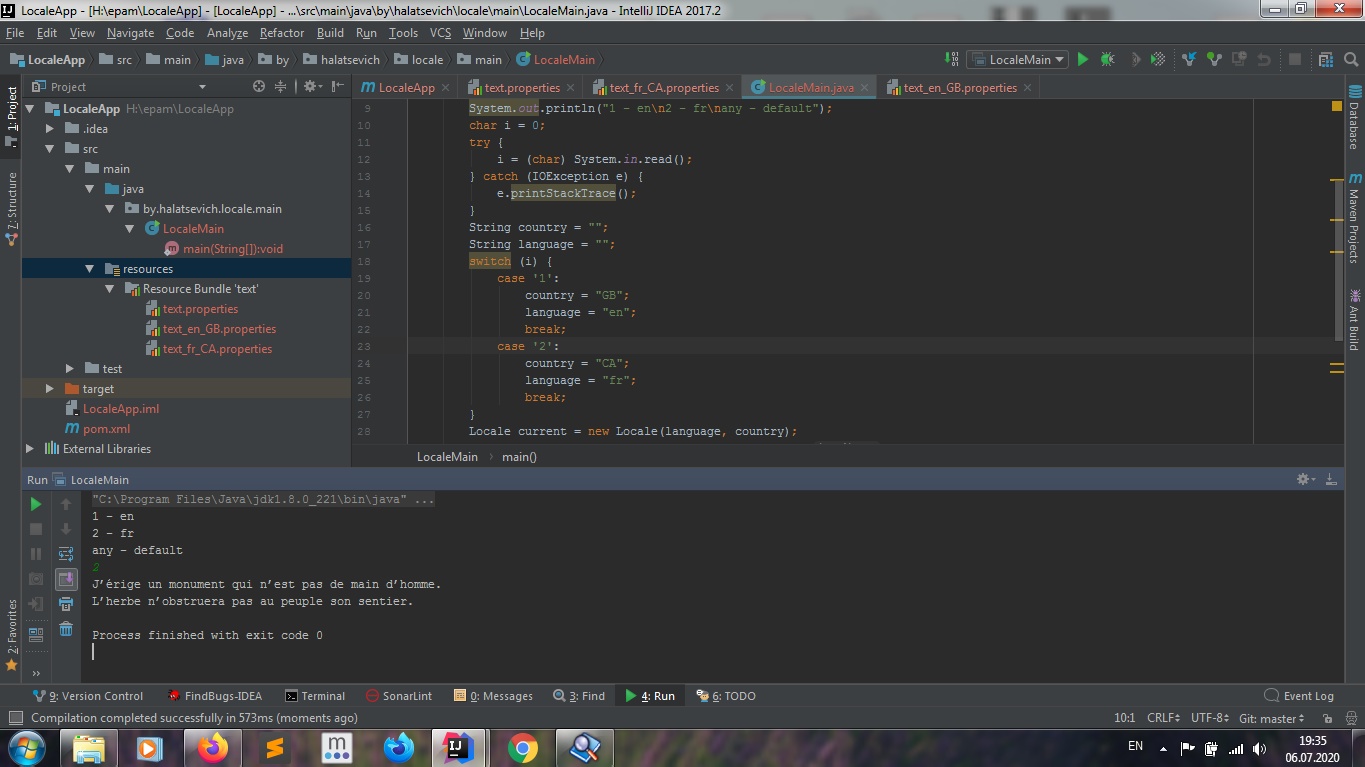 LocaleApp - [H:\epam\LocaleApp] - [LocaleApp] - ...\src\main\java\by\halatsevich\locale\main\LocaleMain.java - IntelliJ IDEA 2017.2
File Edit View Navigate Code Analyze Refactor Build Run Tools VCS Window Help
LocaleApp src main java by halatsevich locale main LocaleMain LocaleMain
Project LocaleApp text.properties text_fr_CA.properties LocaleMain.java text_en_GB.properties
1: Project
7: Structure
2: Favorites
LocaleApp H:\epam\LocaleApp
.idea
src
main
java
by.halatsevich.locale.main
LocaleMain
main(String[]):void
resources
Resource Bundle 'text'
text.properties
text_en_GB.properties
text_fr_CA.properties
test
target
LocaleApp.iml
pom.xml
External Libraries
9 System.out.println("1 - en\n2 - fr\nany - default");
10 char i = 0;
11 try {
12 i = (char) System.in.read();
13 } catch (IOException e) {
14 e.printStackTrace();
15 }
16 String country = "";
17 String language = "";
18 switch (i) {
19 case '1':
20 country = "GB";
21 language = "en";
22 break;
23 case '2':
24 country = "CA";
25 language = "fr";
26 break;
27 }
28 Locale current = new Locale(language, country);
LocaleMain main()
Database
Maven Projects
Ant Build
Run LocaleMain
"C:\Program Files\Java\jdk1.8.0_221\bin\java" ...
1 - en
2 - fr
any - default
2
J’érige un monument qui n’est pas de main d’homme.
L’herbe n’obstruera pas au peuple son sentier.
Process finished with exit code 0
9: Version Control FindBugs-IDEA Terminal SonarLint 0: Messages 3: Find 4: Run 6: TODO Event Log
Compilation completed successfully in 573ms (moments ago) 10:1 CRLF UTF-8 Git: master
EN 19:35
06.07.2020